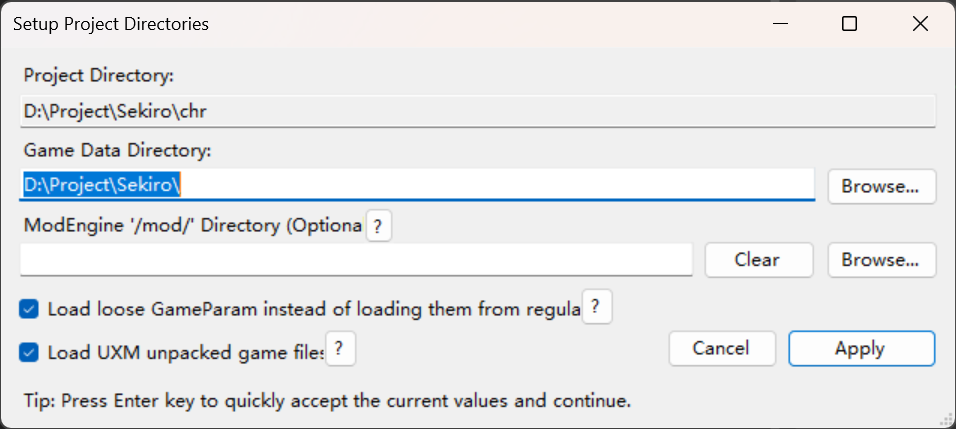 Setup Project Directories
Project Directory:
D:\Project\Sekiro\chr
Game Data Directory:
D:\Project\Sekiro\
Browse...
ModEngine '/mod/' Directory (Optiona
?
Clear
Browse...
Load loose GameParam instead of loading them from regula
?
Load UXM unpacked game files
?
Cancel
Apply
Tip: Press Enter key to quickly accept the current values and continue.